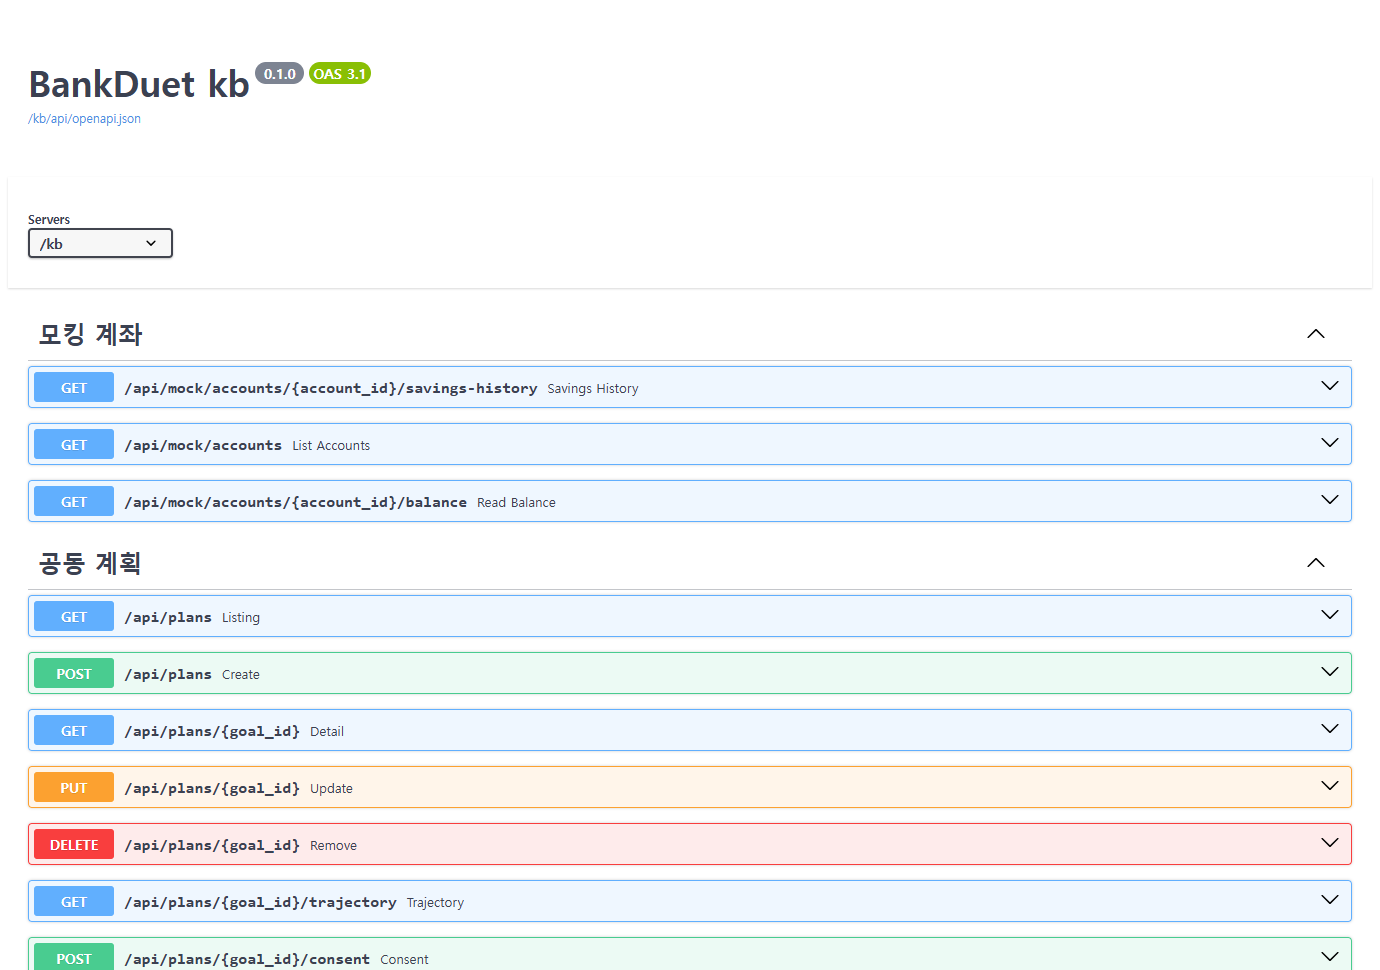 BankDuet kb 0.1.0 OAS 3.1
/kb/api/openapi.json
Servers
/kb
모킹 계좌
GET /api/mock/accounts/{account_id}/savings-history Savings History
GET /api/mock/accounts List Accounts
GET /api/mock/accounts/{account_id}/balance Read Balance
공동 계획
GET /api/plans Listing
POST /api/plans Create
GET /api/plans/{goal_id} Detail
PUT /api/plans/{goal_id} Update
DELETE /api/plans/{goal_id} Remove
GET /api/plans/{goal_id}/trajectory Trajectory
POST /api/plans/{goal_id}/consent Consent